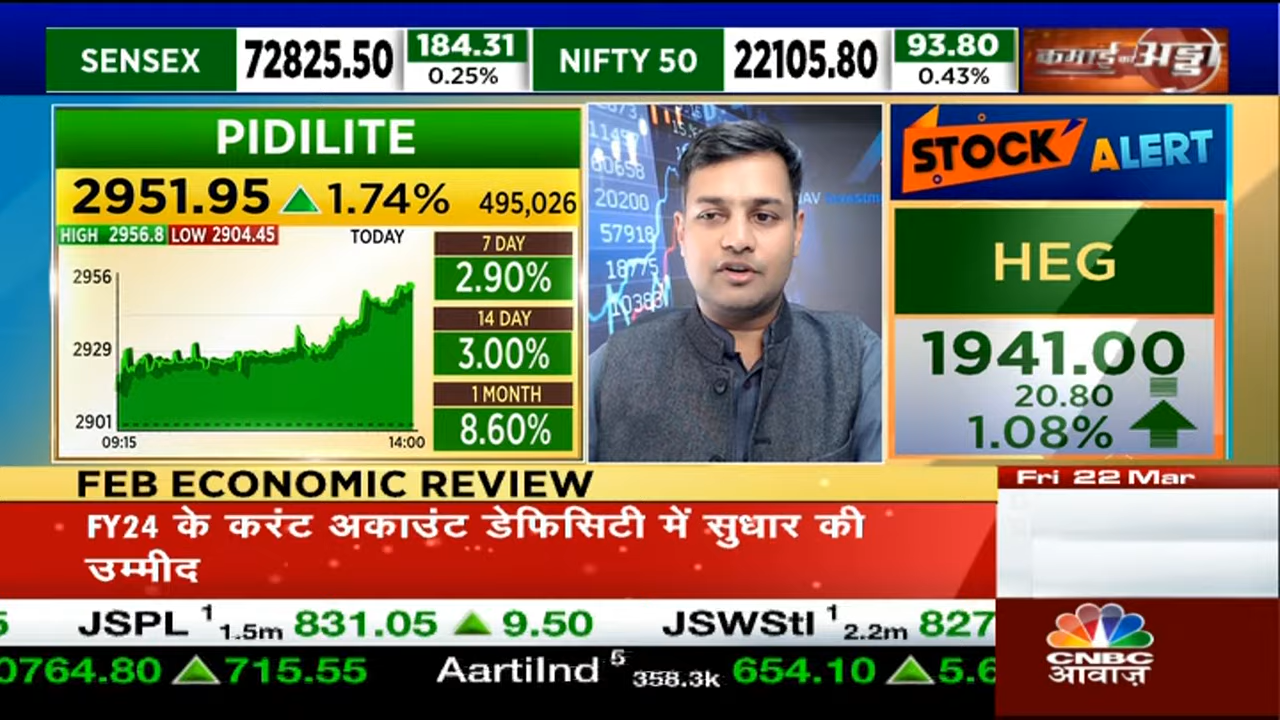 SENSEX 72825.50 184.31 0.25% NIFTY 50 22105.80 93.80 0.43% कमाई का अड्डा
PIDILITE
2951.95 1.74% 495,026
HIGH 2956.8 LOW 2904.45 TODAY
2956
2929
2901
09:15 14:00
7 DAY
2.90%
14 DAY
3.00%
1 MONTH
8.60%
20200
57918
18775
10383
STOCK ALERT
HEG
1941.00
20.80
1.08%
FEB ECONOMIC REVIEW
FY24 के करंट अकाउंट डेफिसिटी में सुधार की
उम्मीद
Fri 22 Mar
JSPL 1 1.5m 831.05 9.50 JSWStl 1 2.2m 827
0764.80 715.55 AartiInd 5 358.3k 654.10 5.6
CNBC
आवाज़